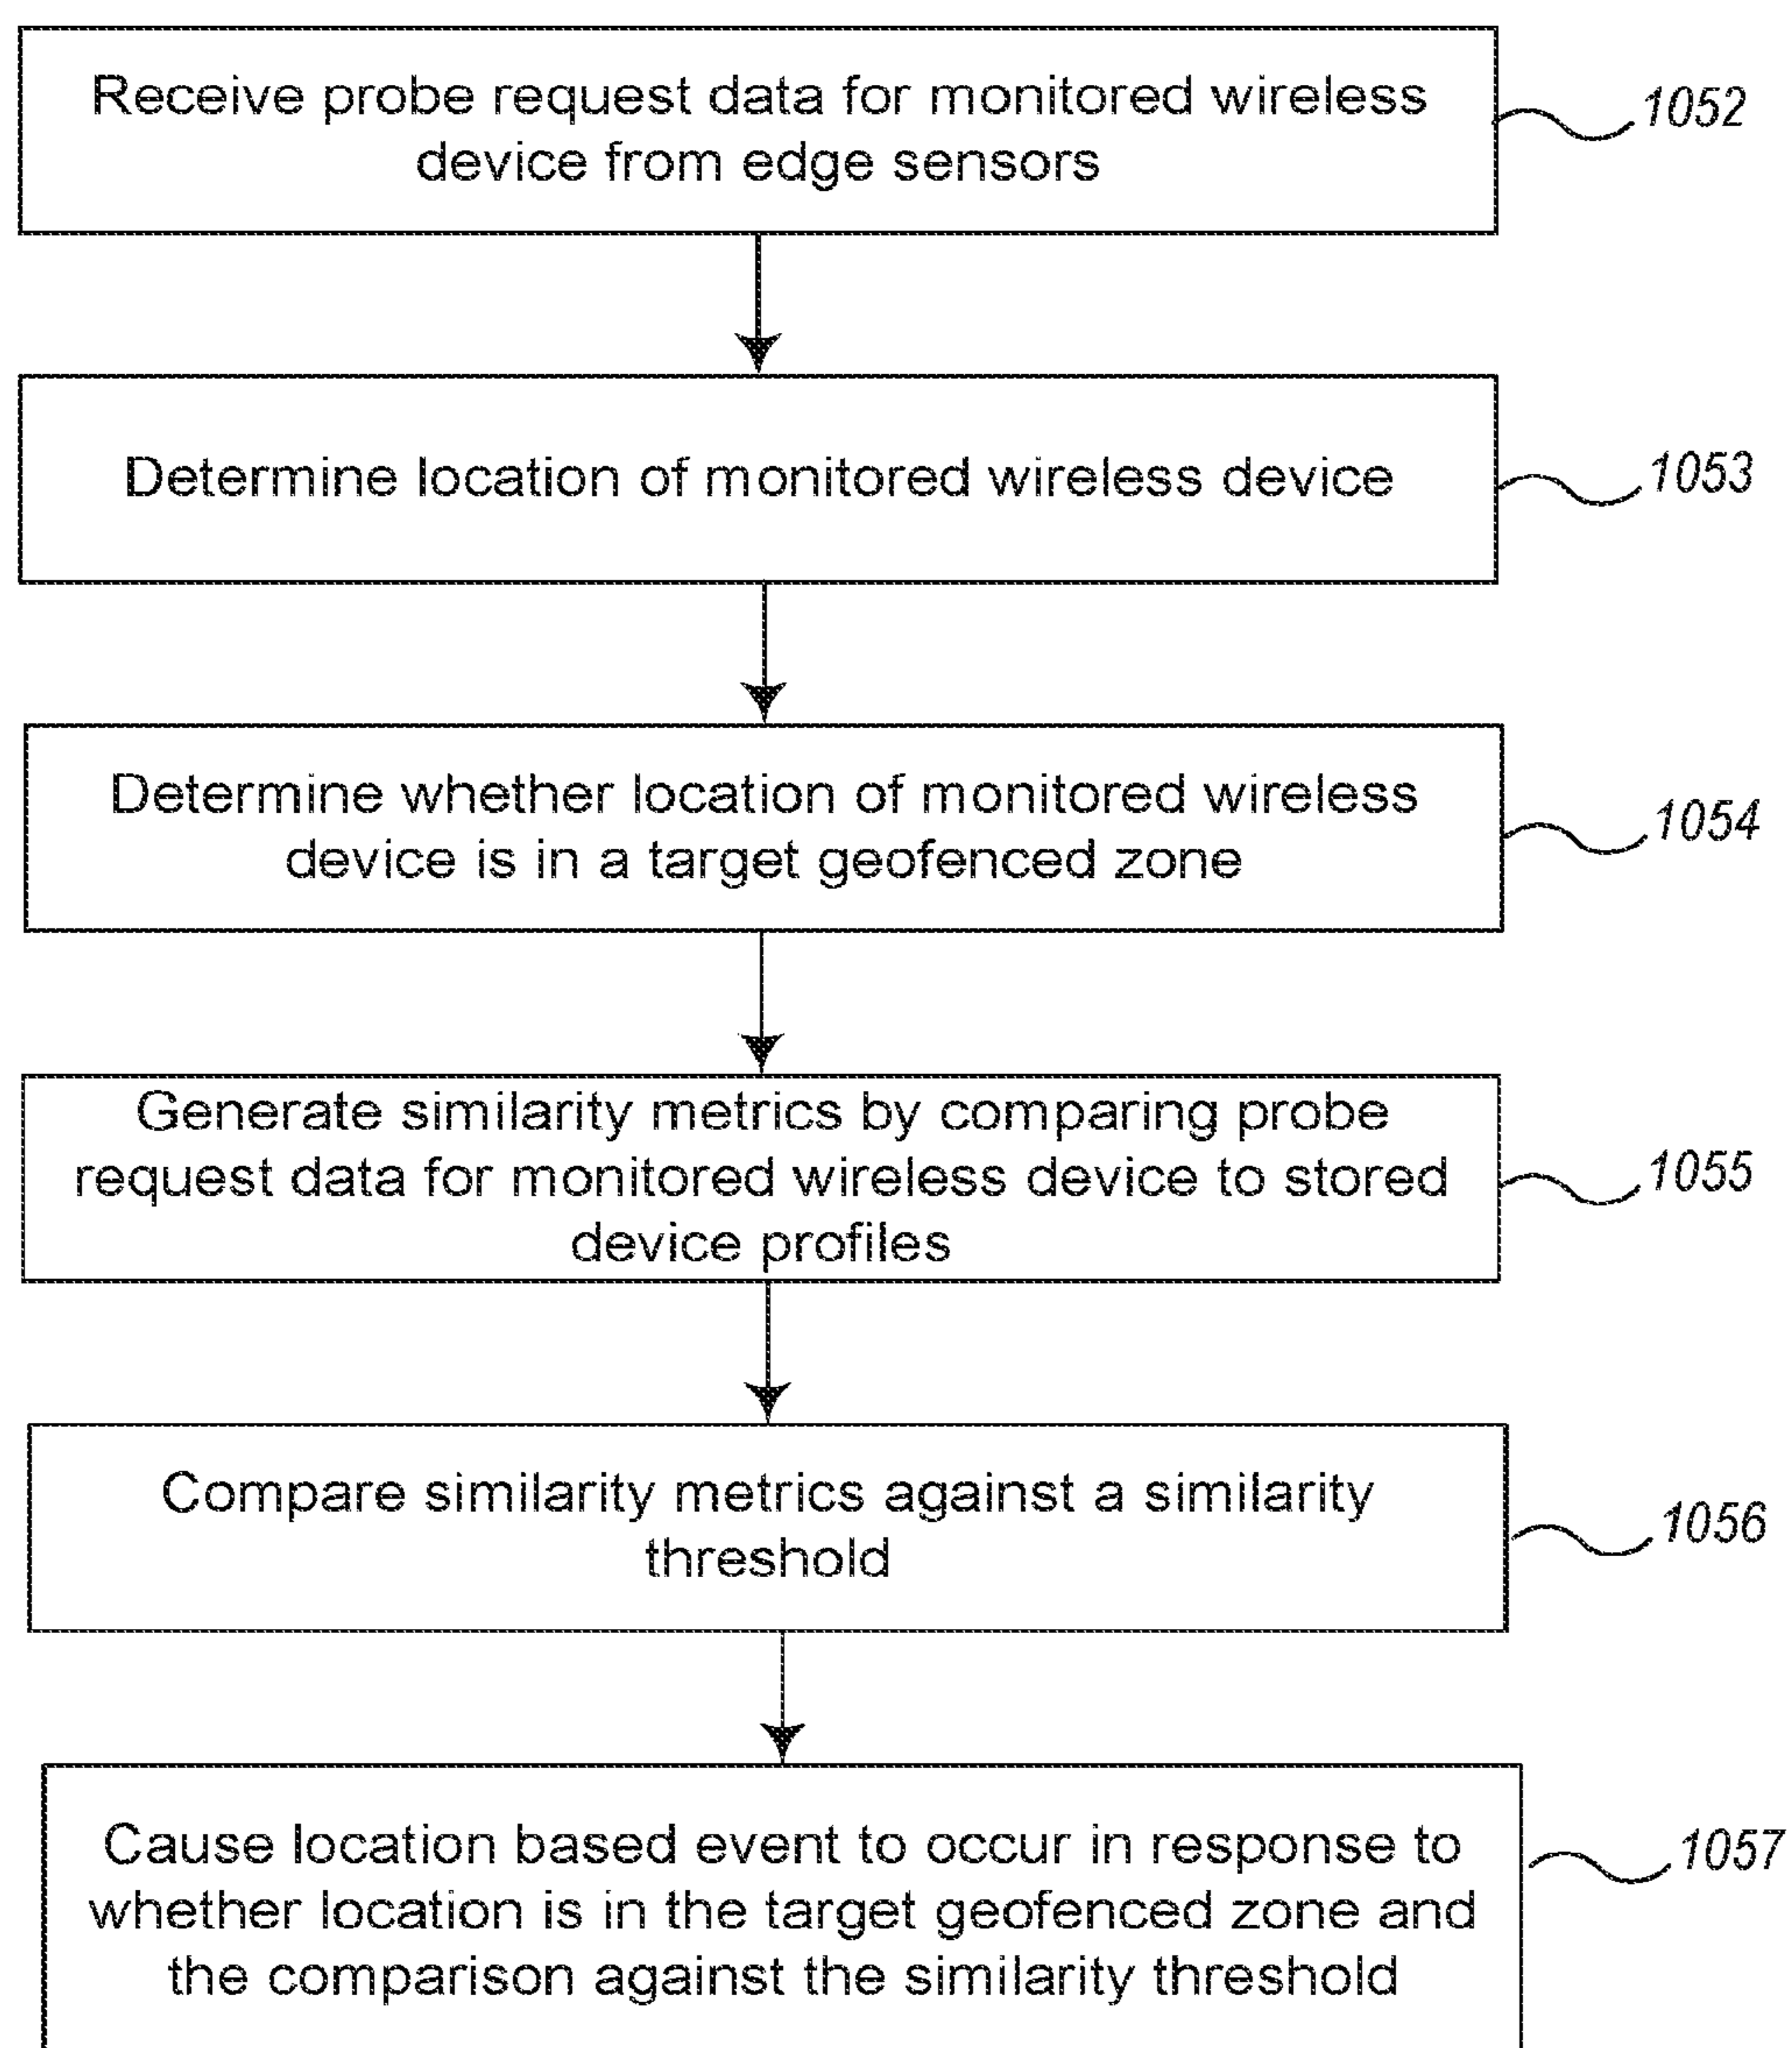 Receive probe request data for monitored wireless
device from edge sensors
1052
Determine location of monitored wireless device
1053
Determine whether location of monitored wireless
device is in a target geofenced zone
1054
Generate similarity metrics by comparing probe
request data for monitored wireless device to stored
device profiles
1055
Compare similarity metrics against a similarity
threshold
1056
Cause location based event to occur in response to
whether location is in the target geofenced zone and
the comparison against the similarity threshold
1057